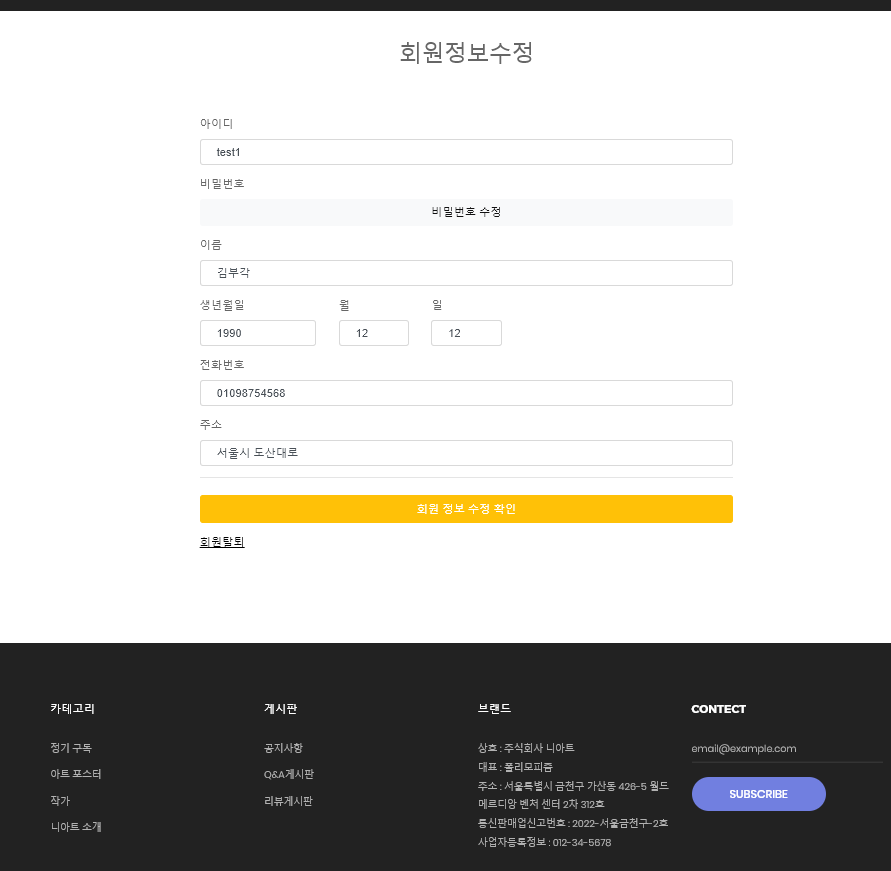 회원정보수정
아이디
test1
비밀번호
비밀번호 수정
이름
김부각
생년월일 월 일
1990 12 12
전화번호
01098754568
주소
서울시 도산대로
회원 정보 수정 확인
회원탈퇴
카테고리
정기 구독
아트 포스터
작가
니아트 소개
게시판
공지사항
Q&A게시판
리뷰게시판
브랜드
상호 : 주식회사 니아트
대표 : 폴리모피즘
주소 : 서울특별시 금천구 가산동 426-5 월드
메르디앙 벤처 센터 2차 312호
통신판매업신고번호 : 2022-서울금천구-2호
사업자등록정보 : 012-34-5678
CONTECT
email@example.com
SUBSCRIBE